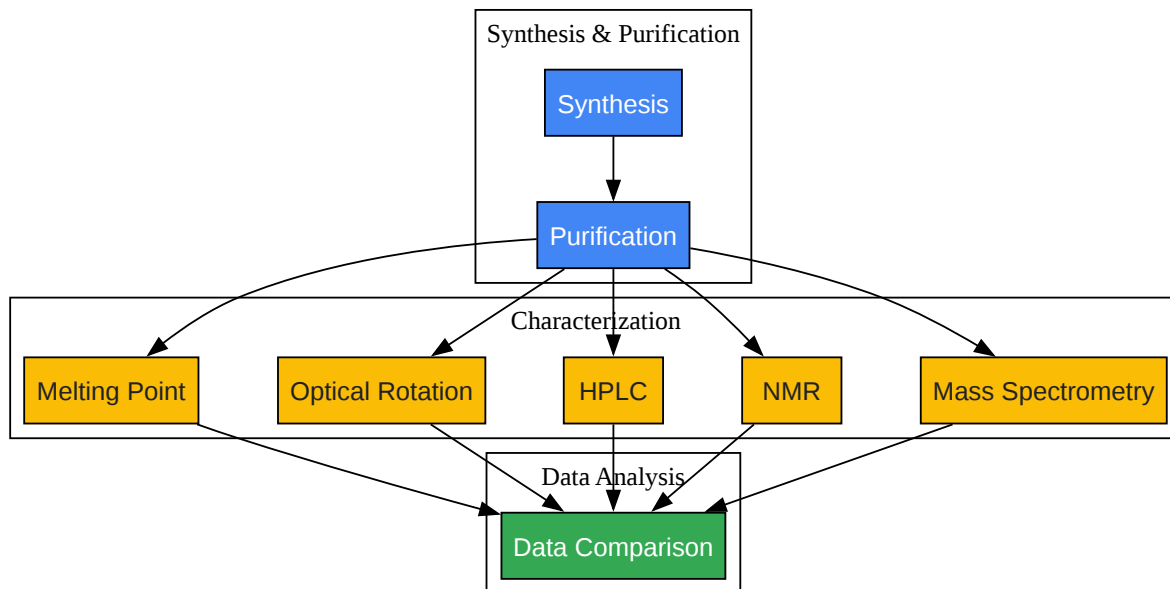 Synthesis & Purification
Synthesis
Purification
Characterization
Melting Point
Optical Rotation
HPLC
NMR
Mass Spectrometry
Data Analysis
Data Comparison